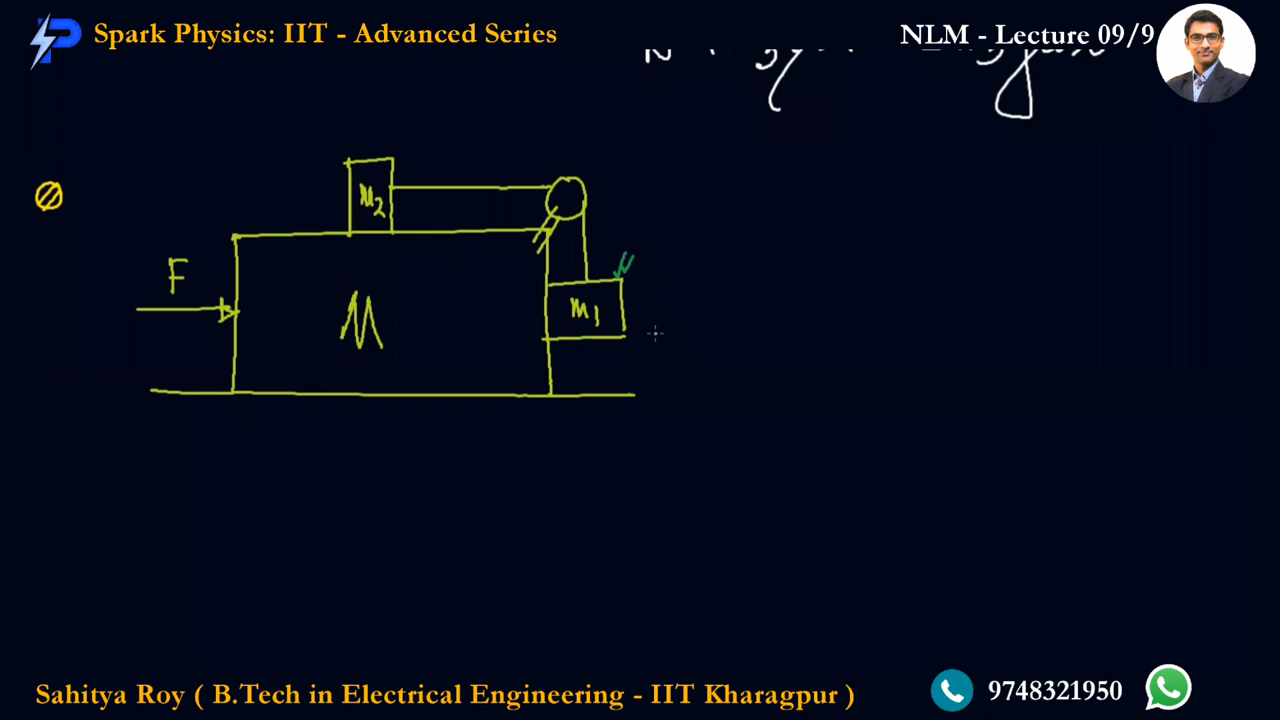 Spark Physics: IIT - Advanced Series
NLM - Lecture 09/9
M2
F
M
m1
Sahitya Roy ( B.Tech in Electrical Engineering - IIT Kharagpur )
9748321950